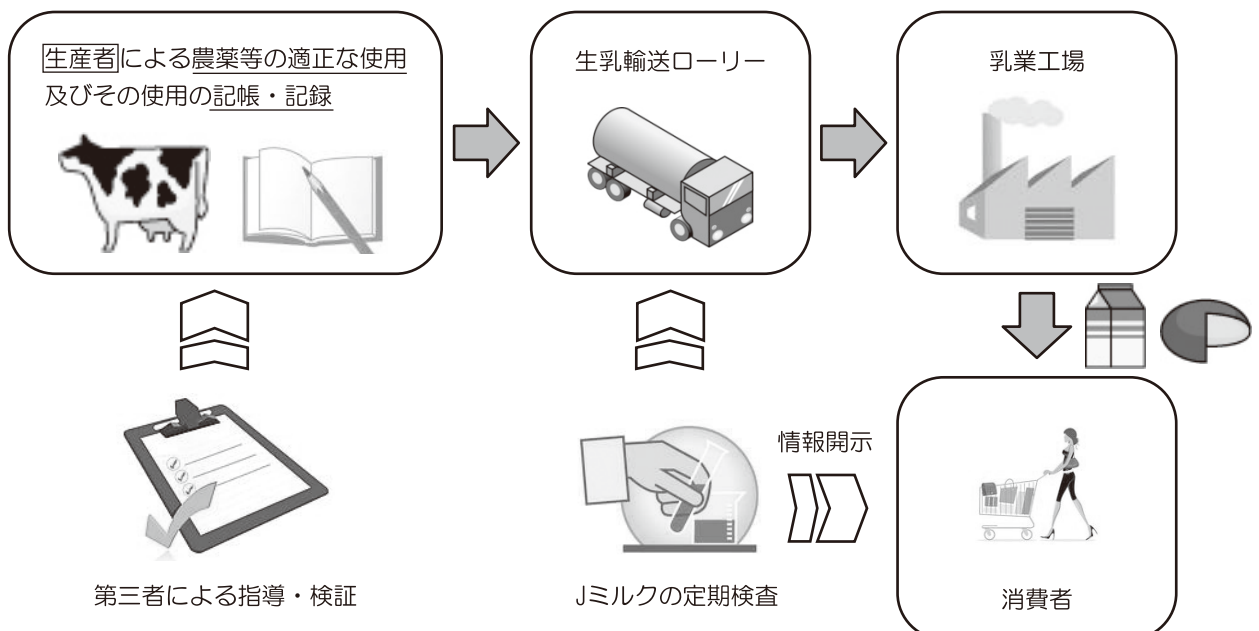 生産者による農薬等の適正な使用
及びその使用の記帳・記録
生乳輸送ローリー
乳業工場
情報開示
第三者による指導・検証
Jミルクの定期検査
消費者